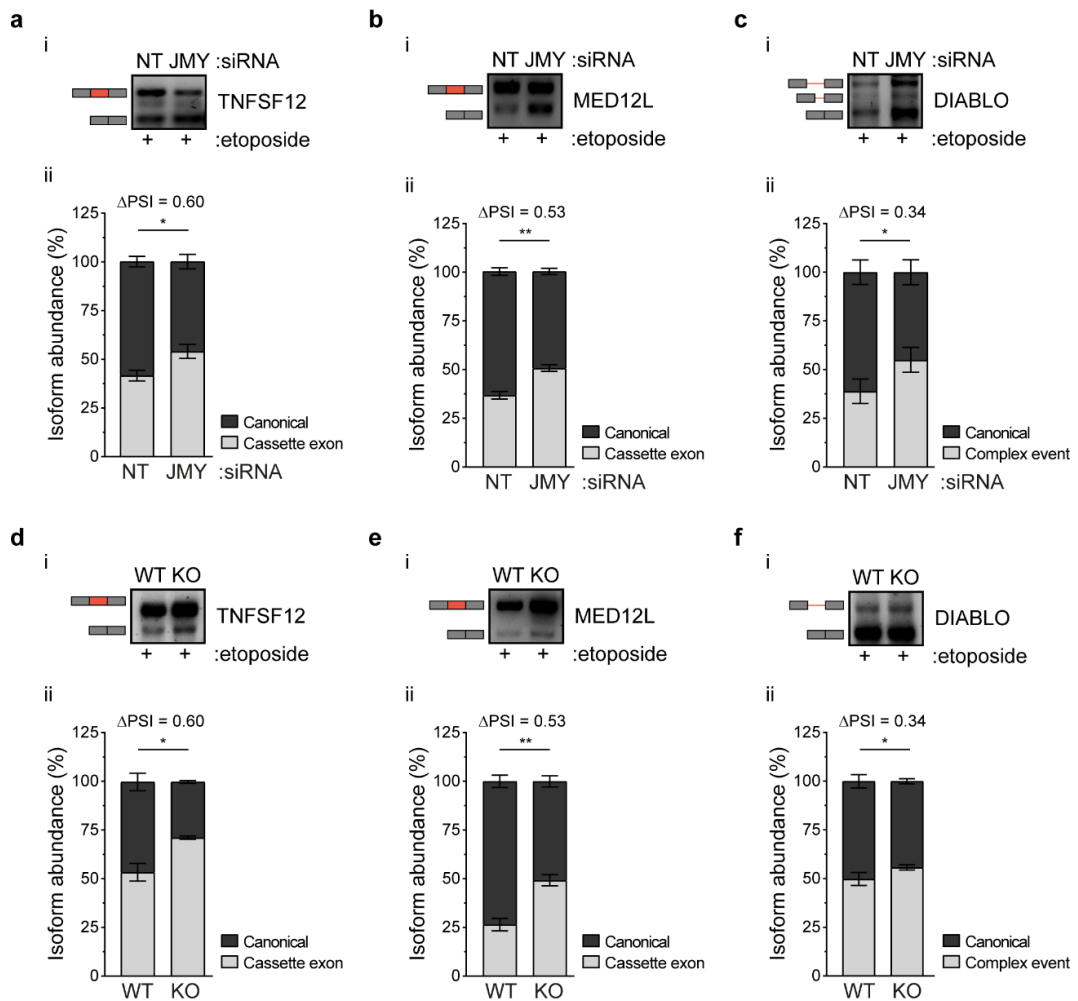 a
i
NT JMY :siRNA
TNFSF12
+ + :etoposide
ii
ΔPSI = 0.60
*
Isoform abundance (%)
125
100
75
50
25
0
Canonical
Cassette exon
NT JMY :siRNA
b
i
NT JMY :siRNA
MED12L
+ + :etoposide
ii
ΔPSI = 0.53
**
Isoform abundance (%)
125
100
75
50
25
0
Canonical
Cassette exon
NT JMY :siRNA
c
i
NT JMY :siRNA
DIABLO
+ + :etoposide
ii
ΔPSI = 0.34
*
Isoform abundance (%)
125
100
75
50
25
0
Canonical
Complex event
NT JMY :siRNA
d
i
WT KO
TNFSF12
+ + :etoposide
ii
ΔPSI = 0.60
*
Isoform abundance (%)
125
100
75
50
25
0
Canonical
Cassette exon
WT KO
e
i
WT KO
MED12L
+ + :etoposide
ii
ΔPSI = 0.53
**
Isoform abundance (%)
125
100
75
50
25
0
Canonical
Cassette exon
WT KO
f
i
WT KO
DIABLO
+ + :etoposide
ii
ΔPSI = 0.34
*
Isoform abundance (%)
125
100
75
50
25
0
Canonical
Complex event
WT KO